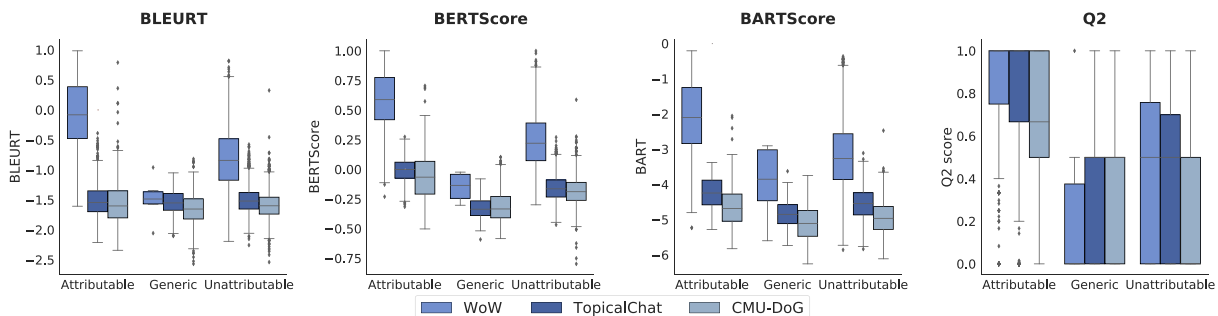 BLEURT
BERTScore
BARTScore
Q2
BLEURT
1.0
0.5
0.0
−0.5
−1.0
−1.5
−2.0
−2.5
Attributable Generic Unattributable
BERTScore
1.00
0.75
0.50
0.25
0.00
−0.25
−0.50
−0.75
Attributable Generic Unattributable
BART
0
−1
−2
−3
−4
−5
−6
Attributable Generic Unattributable
Q2 score
1.0
0.8
0.6
0.4
0.2
0.0
Attributable Generic Unattributable
WoW TopicalChat CMU-DoG